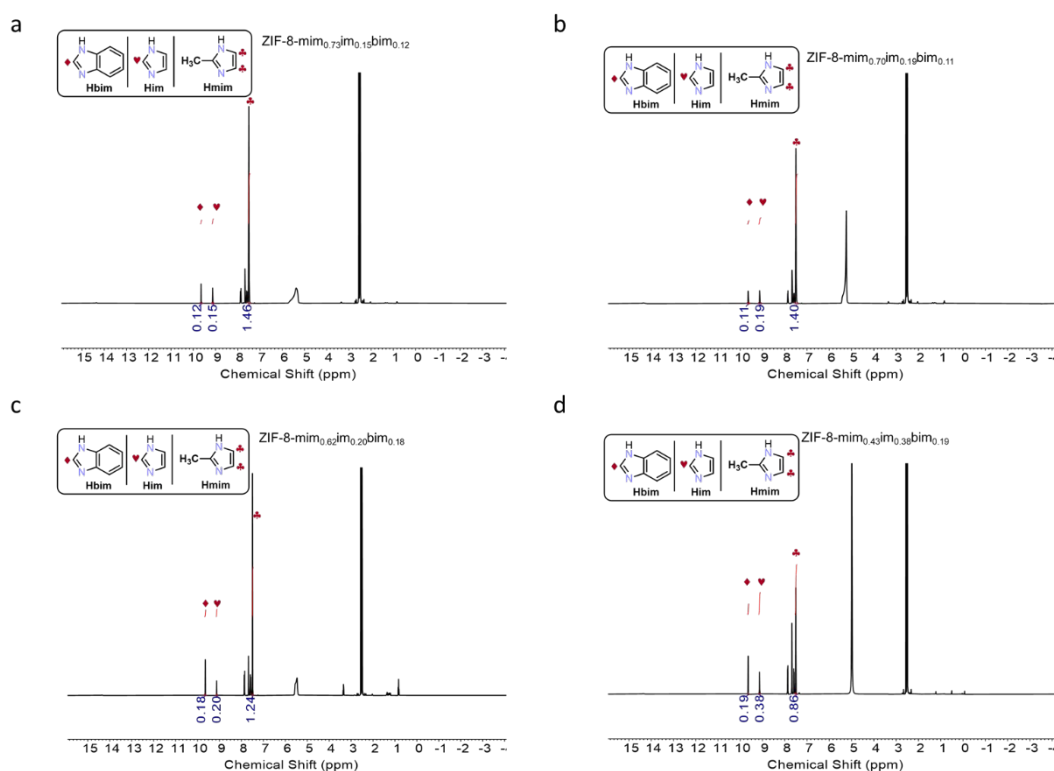 a
ZIF-8-mim0.73im0.15bim0.12
H
N
N
Hbim
H
N
N
Him
H
N
H3C
N
Hmim
0.12
0.15
1.46
15 14 13 12 11 10 9 8 7 6 5 4 3 2 1 0 -1 -2 -3 -4
Chemical Shift (ppm)
b
ZIF-8-mim0.70im0.19bim0.11
H
N
N
Hbim
H
N
N
Him
H
N
H3C
N
Hmim
0.11
0.19
1.40
15 14 13 12 11 10 9 8 7 6 5 4 3 2 1 0 -1 -2 -3 -4
Chemical Shift (ppm)
c
ZIF-8-mim0.62im0.20bim0.18
H
N
N
Hbim
H
N
N
Him
H
N
H3C
N
Hmim
0.18
0.20
1.24
15 14 13 12 11 10 9 8 7 6 5 4 3 2 1 0 -1 -2 -3 -4
Chemical Shift (ppm)
d
ZIF-8-mim0.43im0.38bim0.19
H
N
N
Hbim
H
N
N
Him
H
N
H3C
N
Hmim
0.19
0.38
0.86
15 14 13 12 11 10 9 8 7 6 5 4 3 2 1 0 -1 -2 -3 -4
Chemical Shift (ppm)